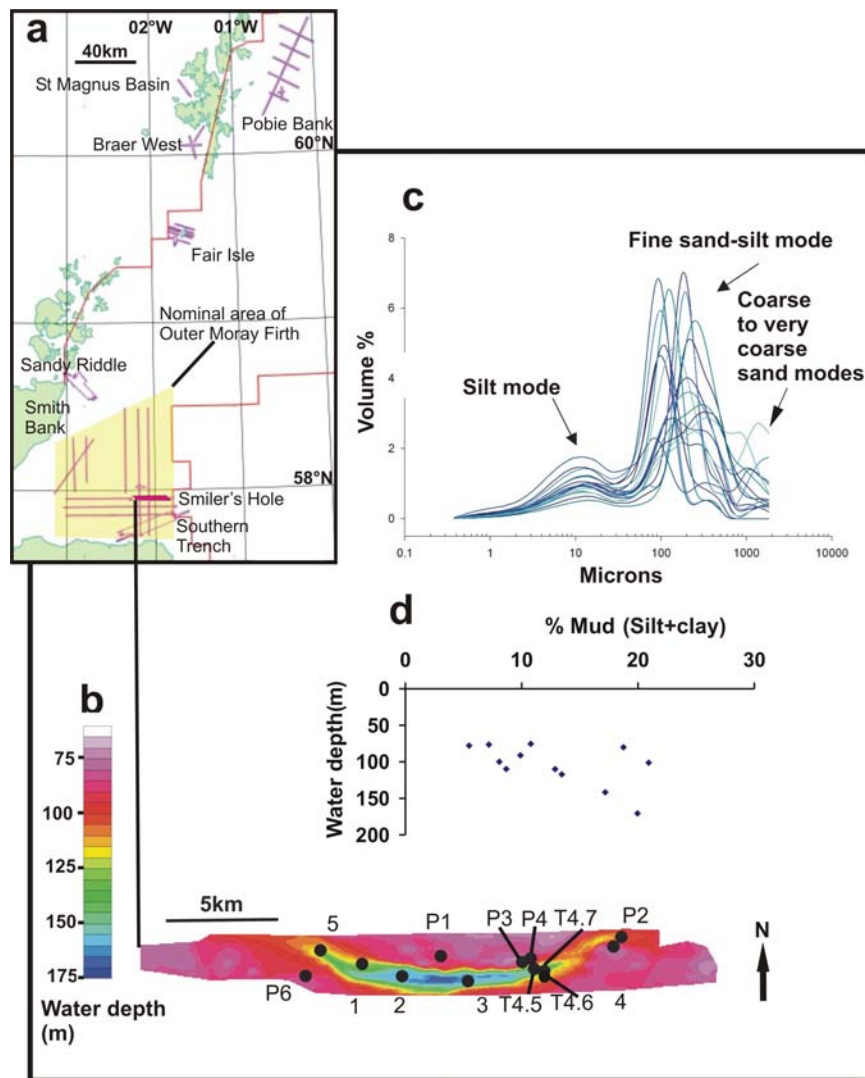 a
02°W
01°W
40km
St Magnus Basin
Pobie Bank
Braer West
60°N
Fair Isle
Nominal area of
Outer Moray Firth
Sandy Riddle
Smith
Bank
58°N
Smiler's Hole
Southern
Trench
c
8
6
4
2
0
Volume %
Fine sand-silt mode
Coarse
to very
coarse
sand modes
Silt mode
0.1
1
10
100
1000
10000
Microns
d
% Mud (Silt+clay)
0
10
20
30
0
50
100
150
200
Water depth(m)
b
75
100
125
150
175
Water depth
(m)
5km
5
P1
P3
P4
T4.7
P2
N
P6
1
2
3
T4.5
T4.6
4